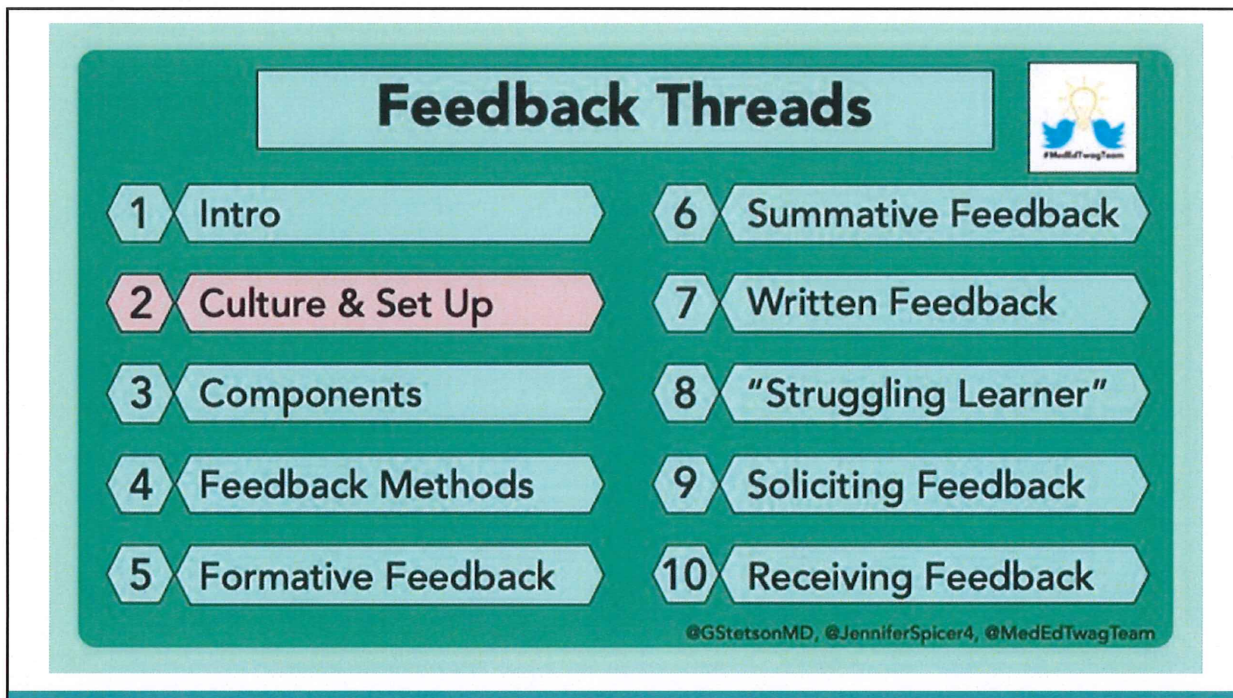 Feedback Threads
#MedEdTwagTeam
1 Intro
2 Culture & Set Up
3 Components
4 Feedback Methods
5 Formative Feedback
6 Summative Feedback
7 Written Feedback
8 "Struggling Learner"
9 Soliciting Feedback
10 Receiving Feedback
@GStetsonMD, @JenniferSpicer4, @MedEdTwagTeam